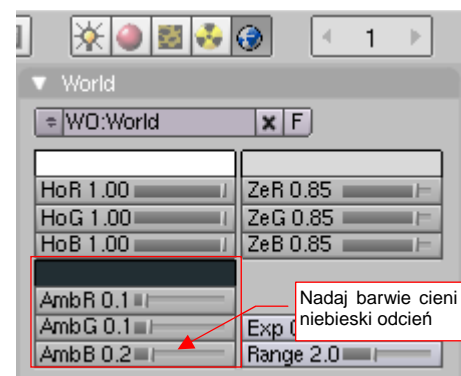 1
World
WO:World F
HoR 1.00 ZeR 0.85
HoG 1.00 ZeG 0.85
HoB 1.00 ZeB 0.85
AmbR 0.1
AmbG 0.1
AmbB 0.2
Nadaj barwie cieni
niebieski odcień
Exp
Range 2.0